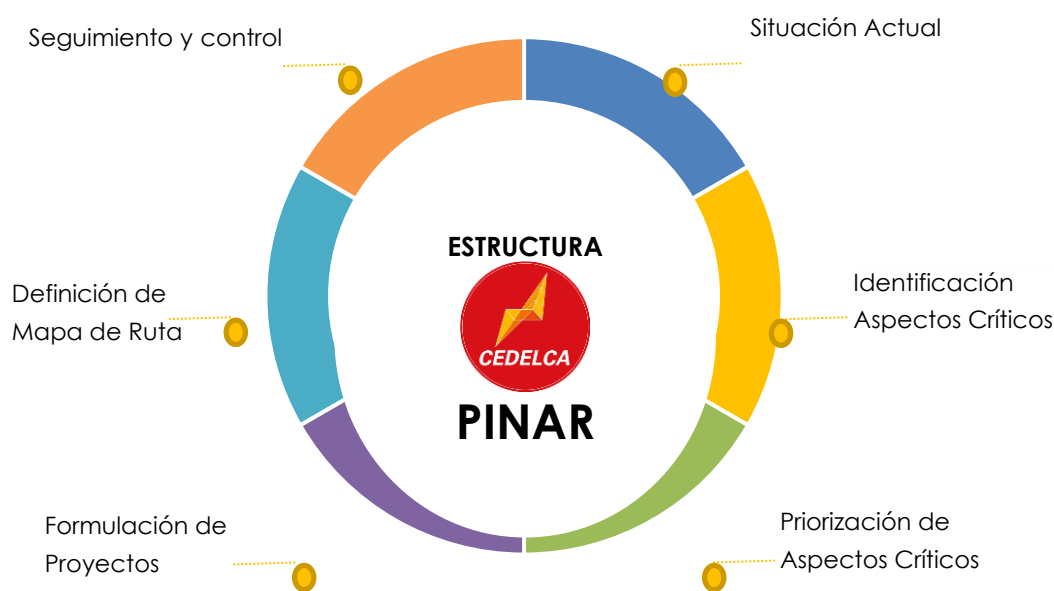 Seguimiento y control
Situación Actual
ESTRUCTURA
CEDELCA
PINAR
Definición de
Mapa de Ruta
Identificación
Aspectos Críticos
Formulación de
Proyectos
Priorización de
Aspectos Críticos